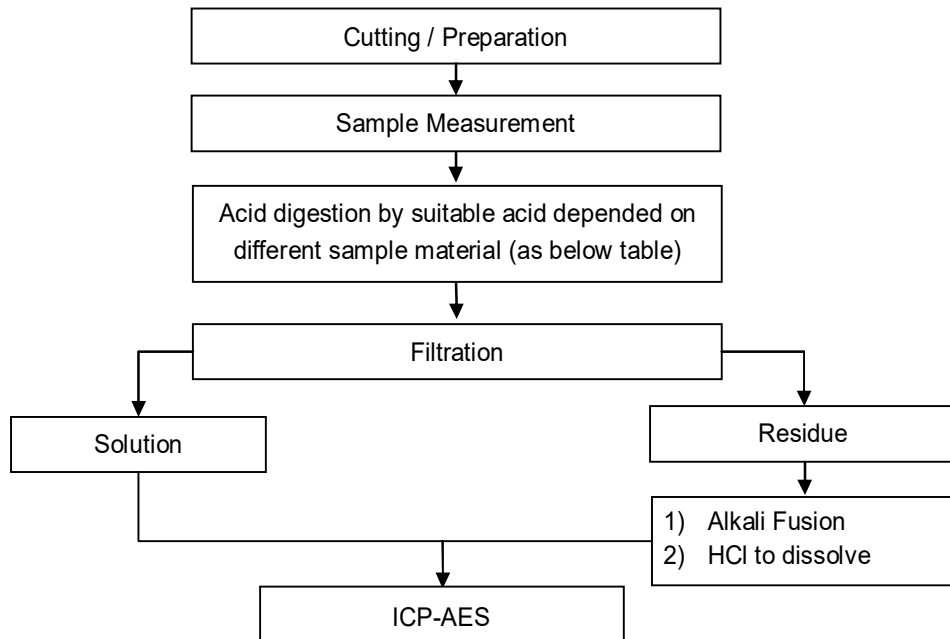 Cutting / Preparation
Sample Measurement
Acid digestion by suitable acid depended on
different sample material (as below table)
Filtration
Solution
Residue
1) Alkali Fusion
2) HCl to dissolve
ICP-AES